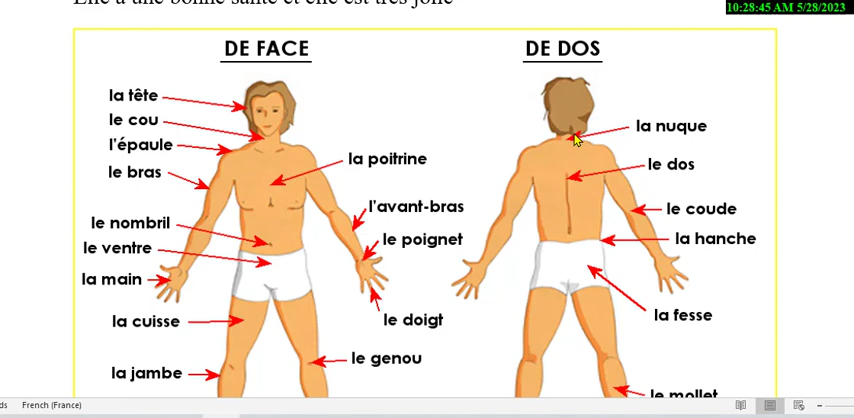 10:28:45 AM 5/28/2023
DE FACE
DE DOS
la tête
le cou
l'épaule
le bras
la poitrine
l'avant-bras
le nombril
le poignet
le ventre
la main
la cuisse
le doigt
la jambe
le genou
la nuque
le dos
le coude
la hanche
la fesse
le mollet
French (France)